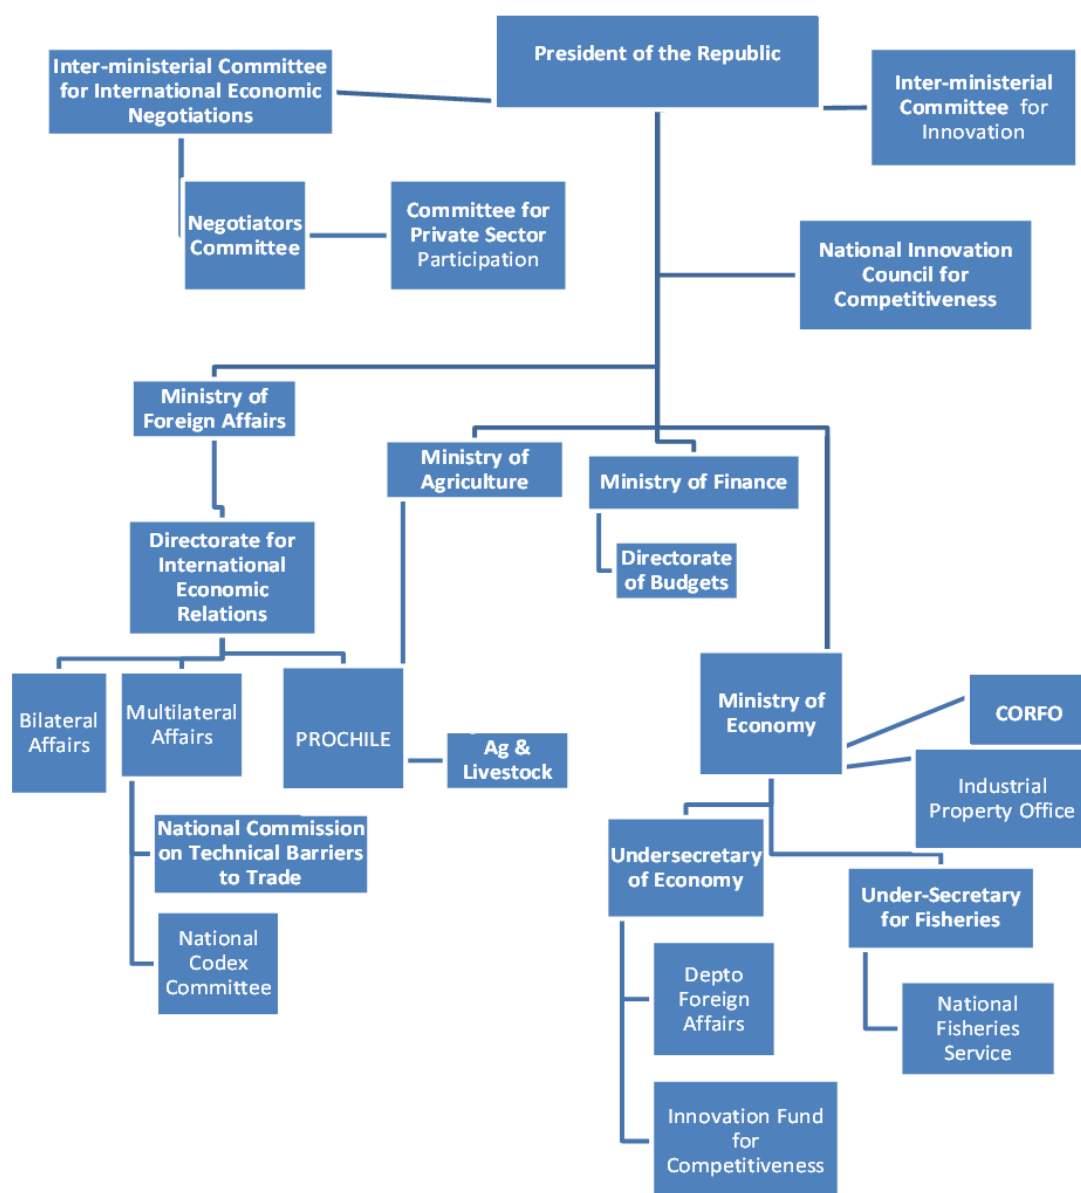 President of the Republic
Inter-ministerial Committee
for International Economic
Negotiations
Inter-ministerial
Committee for
Innovation
Negotiators
Committee
Committee for
Private Sector
Participation
National Innovation
Council for
Competitiveness
Ministry of
Foreign Affairs
Ministry of
Agriculture
Ministry of Finance
Directorate for
International
Economic
Relations
Directorate
of Budgets
Bilateral
Affairs
Multilateral
Affairs
PROCHILE
Ag &
Livestock
Ministry of
Economy
CORFO
Industrial
Property Office
National Commission
on Technical Barriers
to Trade
National
Codex
Committee
Undersecretary
of Economy
Under-Secretary
for Fisheries
Depto
Foreign
Affairs
National
Fisheries
Service
Innovation Fund
for
Competitiveness